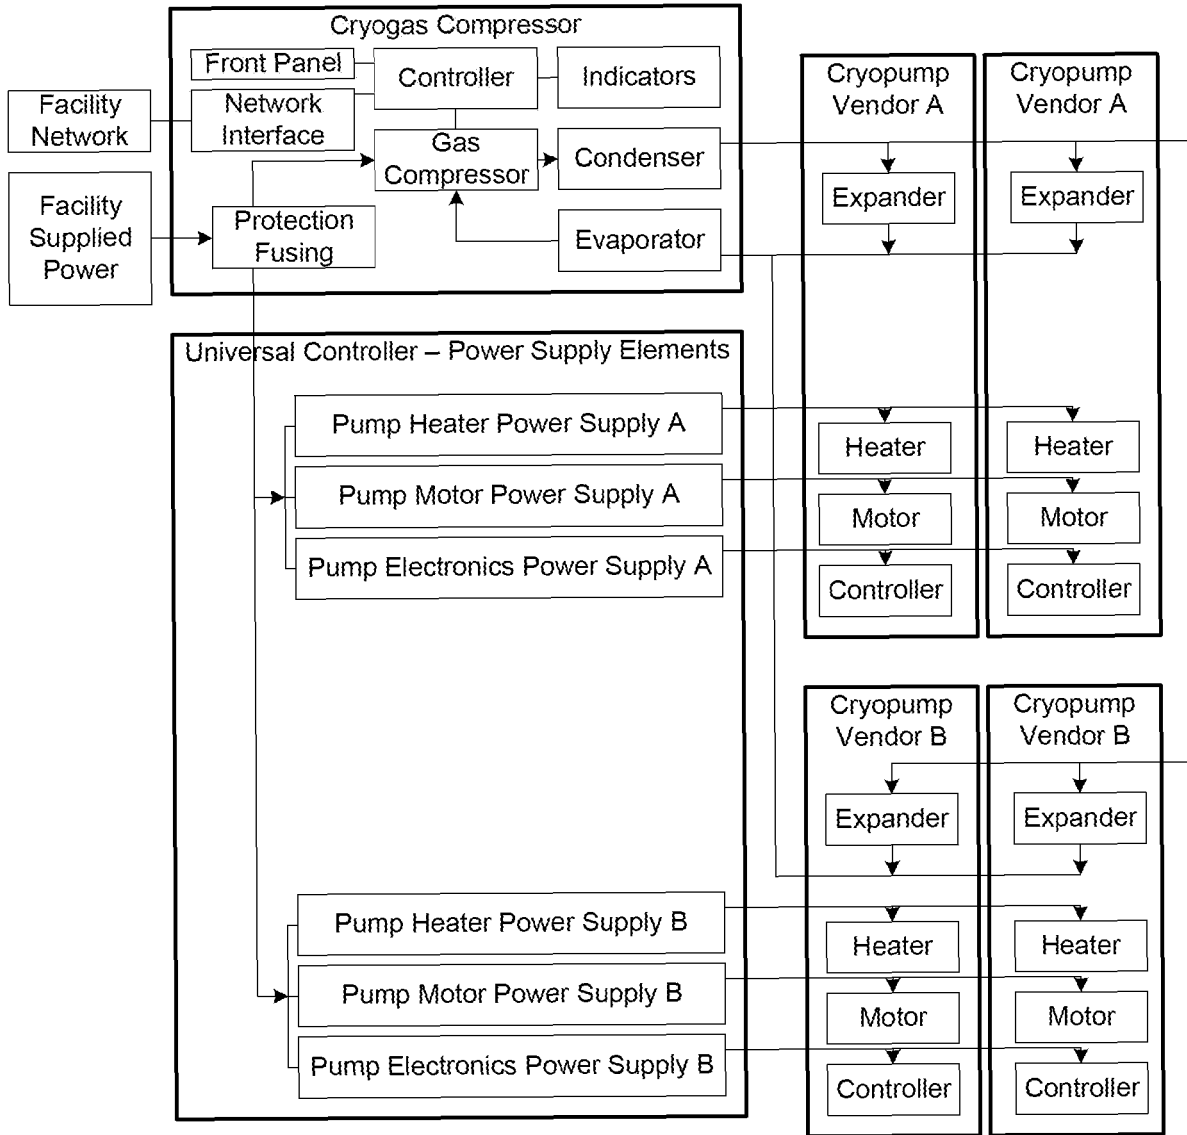 Cryogas Compressor
Front Panel
Controller
Indicators
Facility
Network
Network
Interface
Gas
Compressor
Condenser
Facility
Supplied
Power
Protection
Fusing
Evaporator
Cryopump
Vendor A
Expander
Cryopump
Vendor A
Expander
Universal Controller – Power Supply Elements
Pump Heater Power Supply A
Pump Motor Power Supply A
Pump Electronics Power Supply A
Heater
Motor
Controller
Heater
Motor
Controller
Cryopump
Vendor B
Expander
Cryopump
Vendor B
Expander
Pump Heater Power Supply B
Pump Motor Power Supply B
Pump Electronics Power Supply B
Heater
Motor
Controller
Heater
Motor
Controller